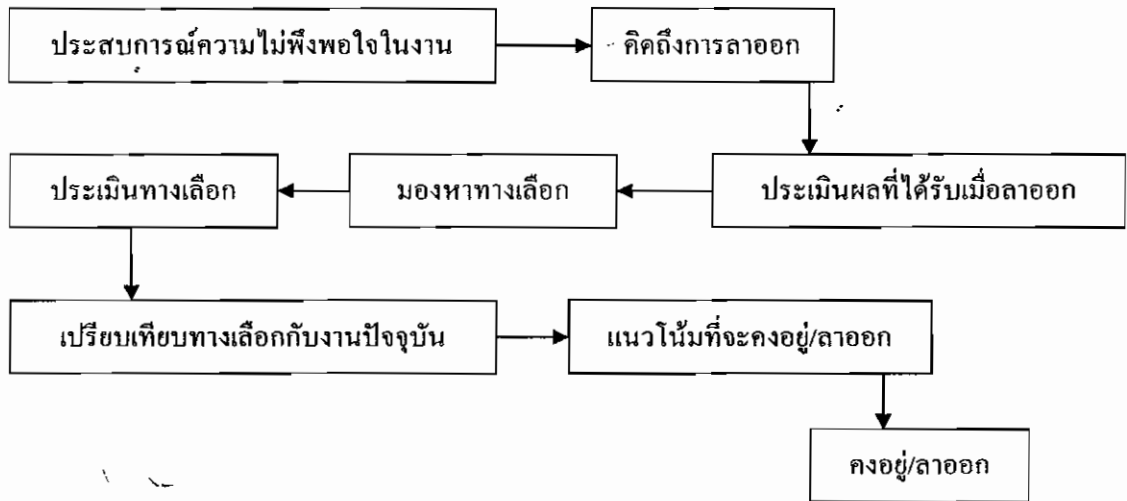 ประสบการณ์ความไม่พึงพอใจในงาน
คิดถึงการลาออก
ประเมินผลที่ได้รับเมื่อลาออก
มองหาทางเลือก
ประเมินทางเลือก
เปรียบเทียบทางเลือกกับงานปัจจุบัน
แนวโน้มที่จะคงอยู่/ลาออก
คงอยู่/ลาออก